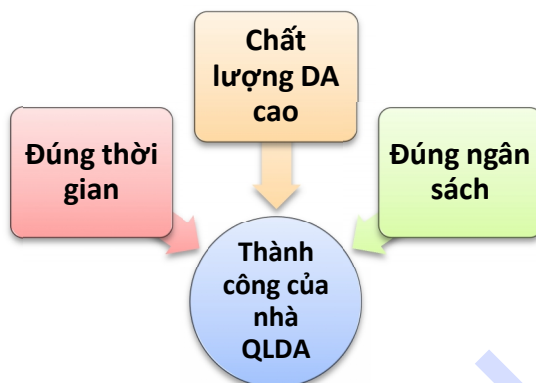 Chất
lượng DA
cao
Đúng thời
gian
Đúng ngân
sách
Thành
công của
nhà
QLDA